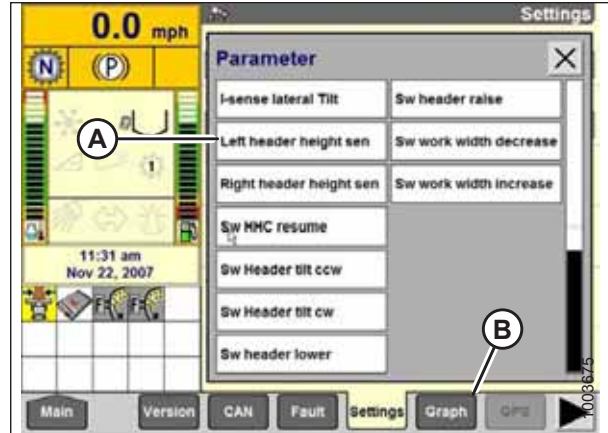 0.0 mph
Settings
N
(P)
Parameter
X
I-sense lateral Tilt
Sw header raise
A
Left header height sen
Sw work width decrease
1
Right header height sen
Sw work width increase
Sw HHC resume
11:31 am
Nov 22, 2007
Sw Header tilt ccw
F
F
Sw Header tilt cw
B
Sw header lower
Main
Version
CAN
Fault
Settings
Graph
GPS
1003675